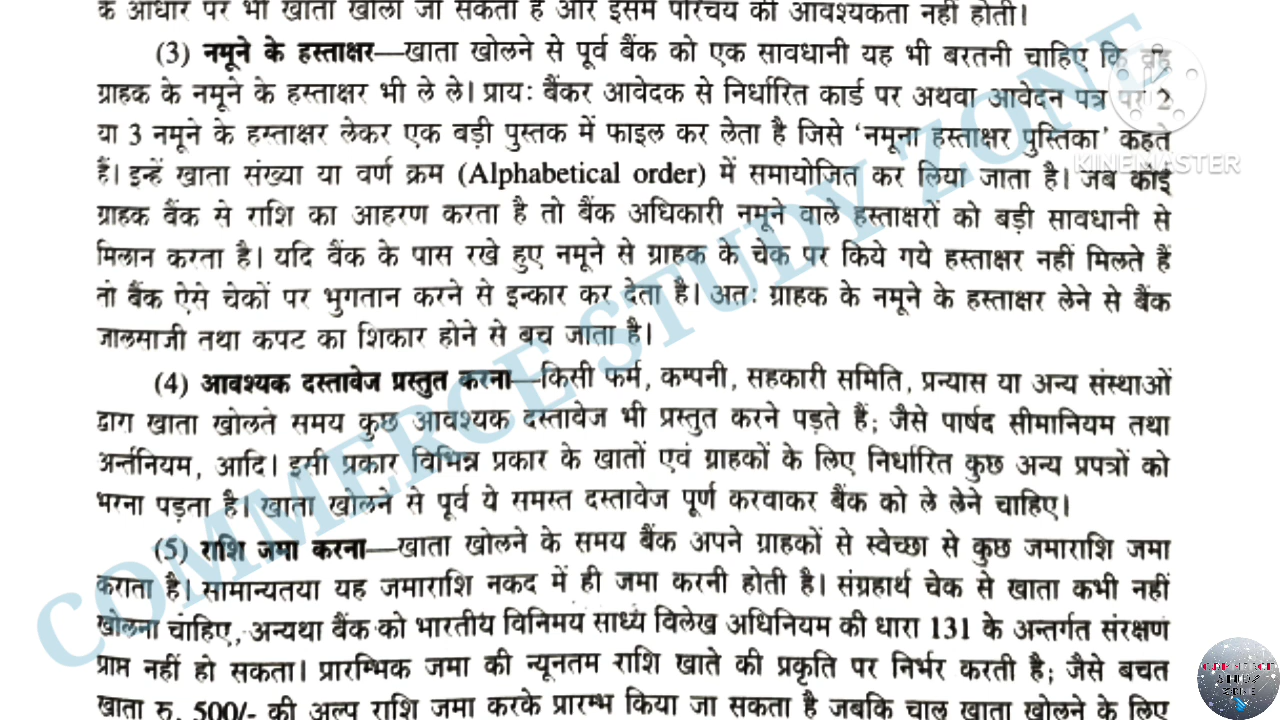 के आधार पर भी खाता खोला जा सकता है और इसमें परिचय की आवश्यकता नहीं होती।
(3) नमूने के हस्ताक्षर—खाता खोलने से पूर्व बैंक को एक सावधानी यह भी बरतनी चाहिए कि वह
ग्राहक के नमूने के हस्ताक्षर भी ले ले। प्रायः बैंकर आवेदक से निर्धारित कार्ड पर अथवा आवेदन पत्र पर 2
या 3 नमूने के हस्ताक्षर लेकर एक बड़ी पुस्तक में फाइल कर लेता है जिसे ‘नमूना हस्ताक्षर पुस्तिका’ कहते
हैं। इन्हें खाता संख्या या वर्ण क्रम (Alphabetical order) में समायोजित कर लिया जाता है। जब कोई
ग्राहक बैंक से राशि का आहरण करता है तो बैंक अधिकारी नमूने वाले हस्ताक्षरों को बड़ी सावधानी से
मिलान करता है। यदि बैंक के पास रखे हुए नमूने से ग्राहक के चेक पर किये गये हस्ताक्षर नहीं मिलते हैं
तो बैंक ऐसे चेकों पर भुगतान करने से इन्कार कर देता है। अतः ग्राहक के नमूने के हस्ताक्षर लेने से बैंक
जालसाजी तथा कपट का शिकार होने से बच जाता है।
(4) आवश्यक दस्तावेज प्रस्तुत करना—किसी फर्म, कम्पनी, सहकारी समिति, प्रन्यास या अन्य संस्थाओं
द्वारा खाता खोलते समय कुछ आवश्यक दस्तावेज भी प्रस्तुत करने पड़ते हैं; जैसे पार्षद सीमानियम तथा
अर्न्तनियम, आदि। इसी प्रकार विभिन्न प्रकार के खातों एवं ग्राहकों के लिए निर्धारित कुछ अन्य प्रपत्रों को
भरना पड़ता है। खाता खोलने से पूर्व ये समस्त दस्तावेज पूर्ण करवाकर बैंक को ले लेने चाहिए।
(5) राशि जमा करना—खाता खोलने के समय बैंक अपने ग्राहकों से स्वेच्छा से कुछ जमाराशि जमा
कराता है। सामान्यतया यह जमाराशि नकद में ही जमा करनी होती है। संग्रहार्थ चेक से खाता कभी नहीं
खोलना चाहिए, अन्यथा बैंक को भारतीय विनिमय साध्य विलेख अधिनियम की धारा 131 के अन्तर्गत संरक्षण
प्राप्त नहीं हो सकता। प्रारम्भिक जमा की न्यूनतम राशि खाते की प्रकृति पर निर्भर करती है; जैसे बचत
खाता रु. 500/- की अल्प राशि जमा करके प्रारम्भ किया जा सकता है जबकि चालू खाता खोलने के लिए
COMMERCE STUDY ZONE
KINEMASTER
COMMERCE
STUDY
ZONE